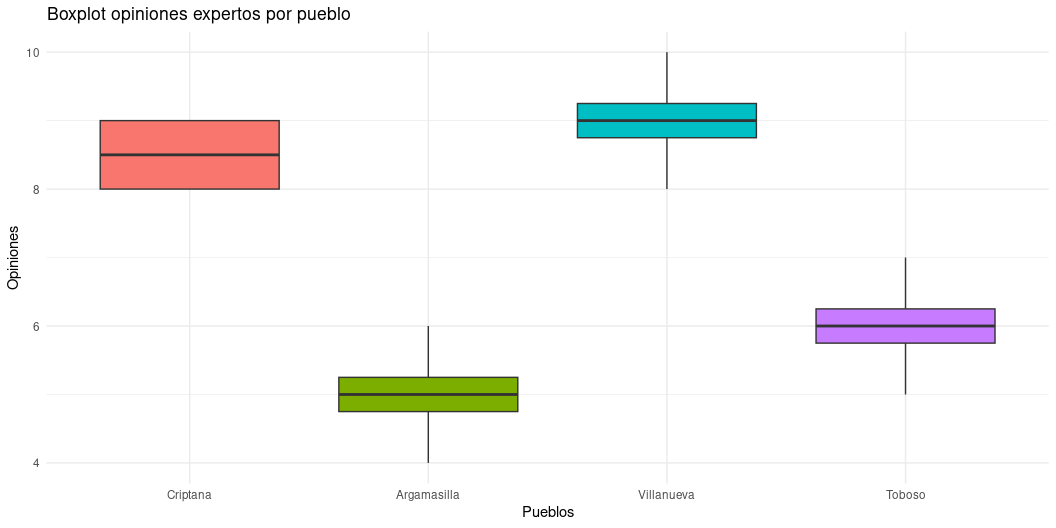 Boxplot opiniones expertos por pueblo
Opiniones
10
8
6
4
Criptana Argamasilla Villanueva Toboso
Pueblos